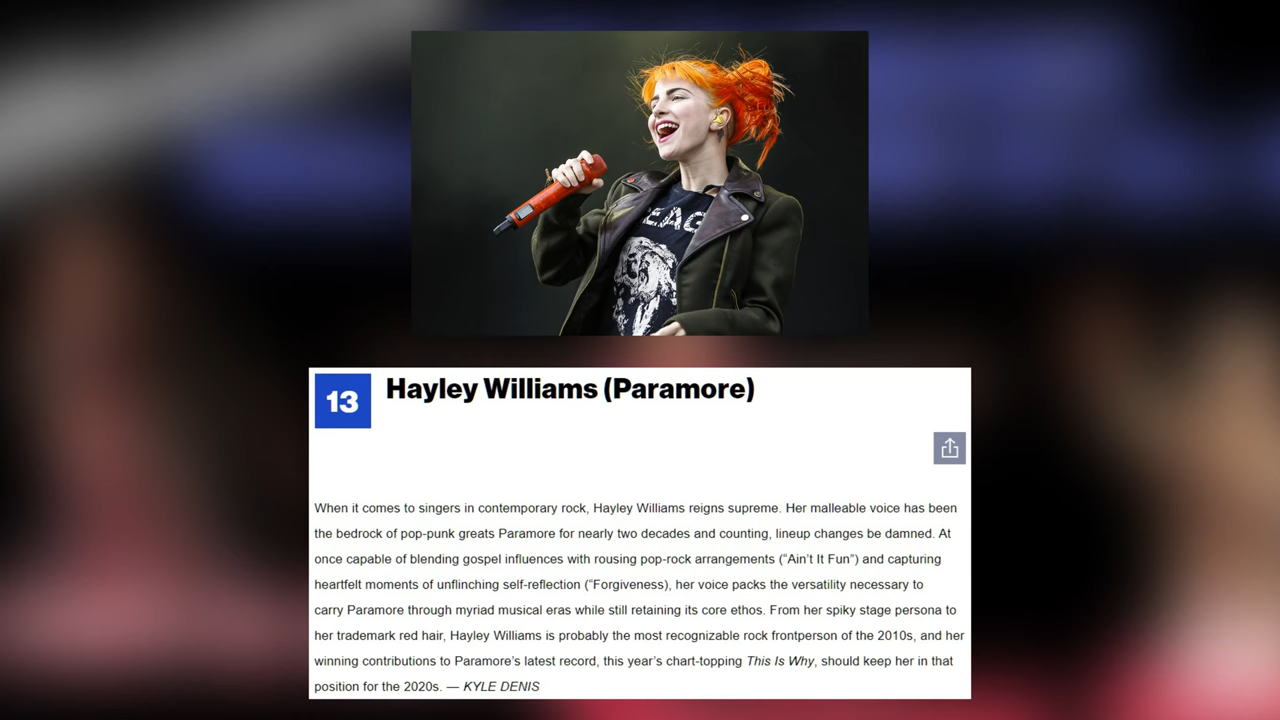 EAG
13
Hayley Williams (Paramore)
When it comes to singers in contemporary rock, Hayley Williams reigns supreme. Her malleable voice has been
the bedrock of pop-punk greats Paramore for nearly two decades and counting, lineup changes be damned. At
once capable of blending gospel influences with rousing pop-rock arrangements (“Ain’t It Fun”) and capturing
heartfelt moments of unflinching self-reflection (“Forgiveness), her voice packs the versatility necessary to
carry Paramore through myriad musical eras while still retaining its core ethos. From her spiky stage persona to
her trademark red hair, Hayley Williams is probably the most recognizable rock frontperson of the 2010s, and her
winning contributions to Paramore’s latest record, this year’s chart-topping This Is Why, should keep her in that
position for the 2020s. — KYLE DENIS